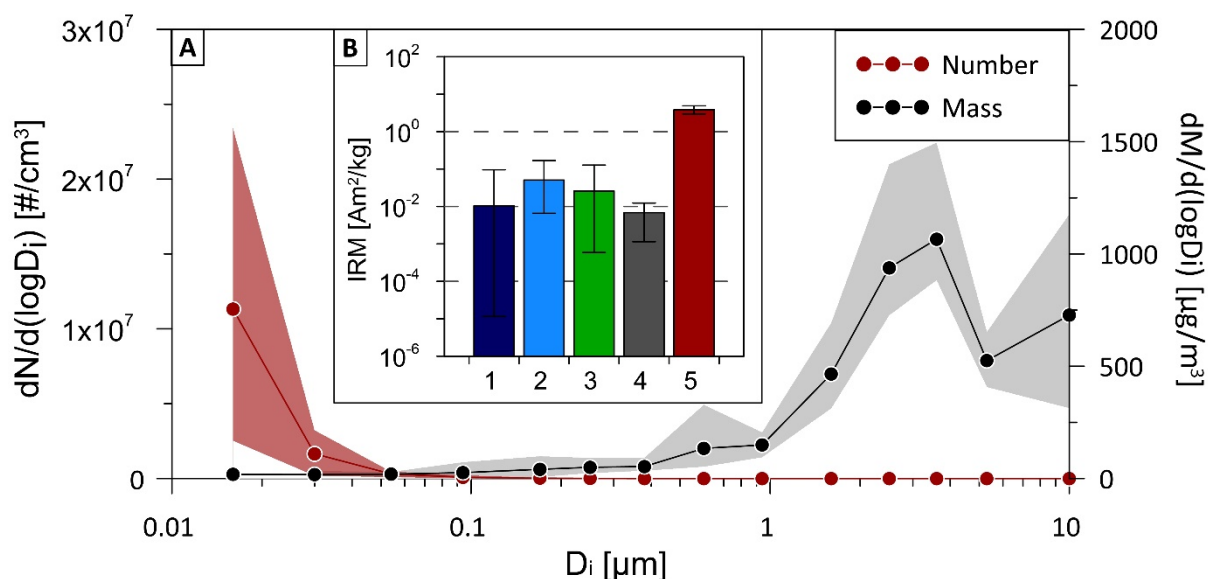 A
B
Number
Mass
3x10⁷
2x10⁷
1x10⁷
0
dN/d(logDᵢ) [#/cm³]
10²
10⁰
10⁻²
10⁻⁴
10⁻⁶
IRM [Am²/kg]
1 2 3 4 5
2000
1500
1000
500
0
dM/d(logDi) [µg/m³]
0.01 0.1 1 10
Dᵢ [µm]